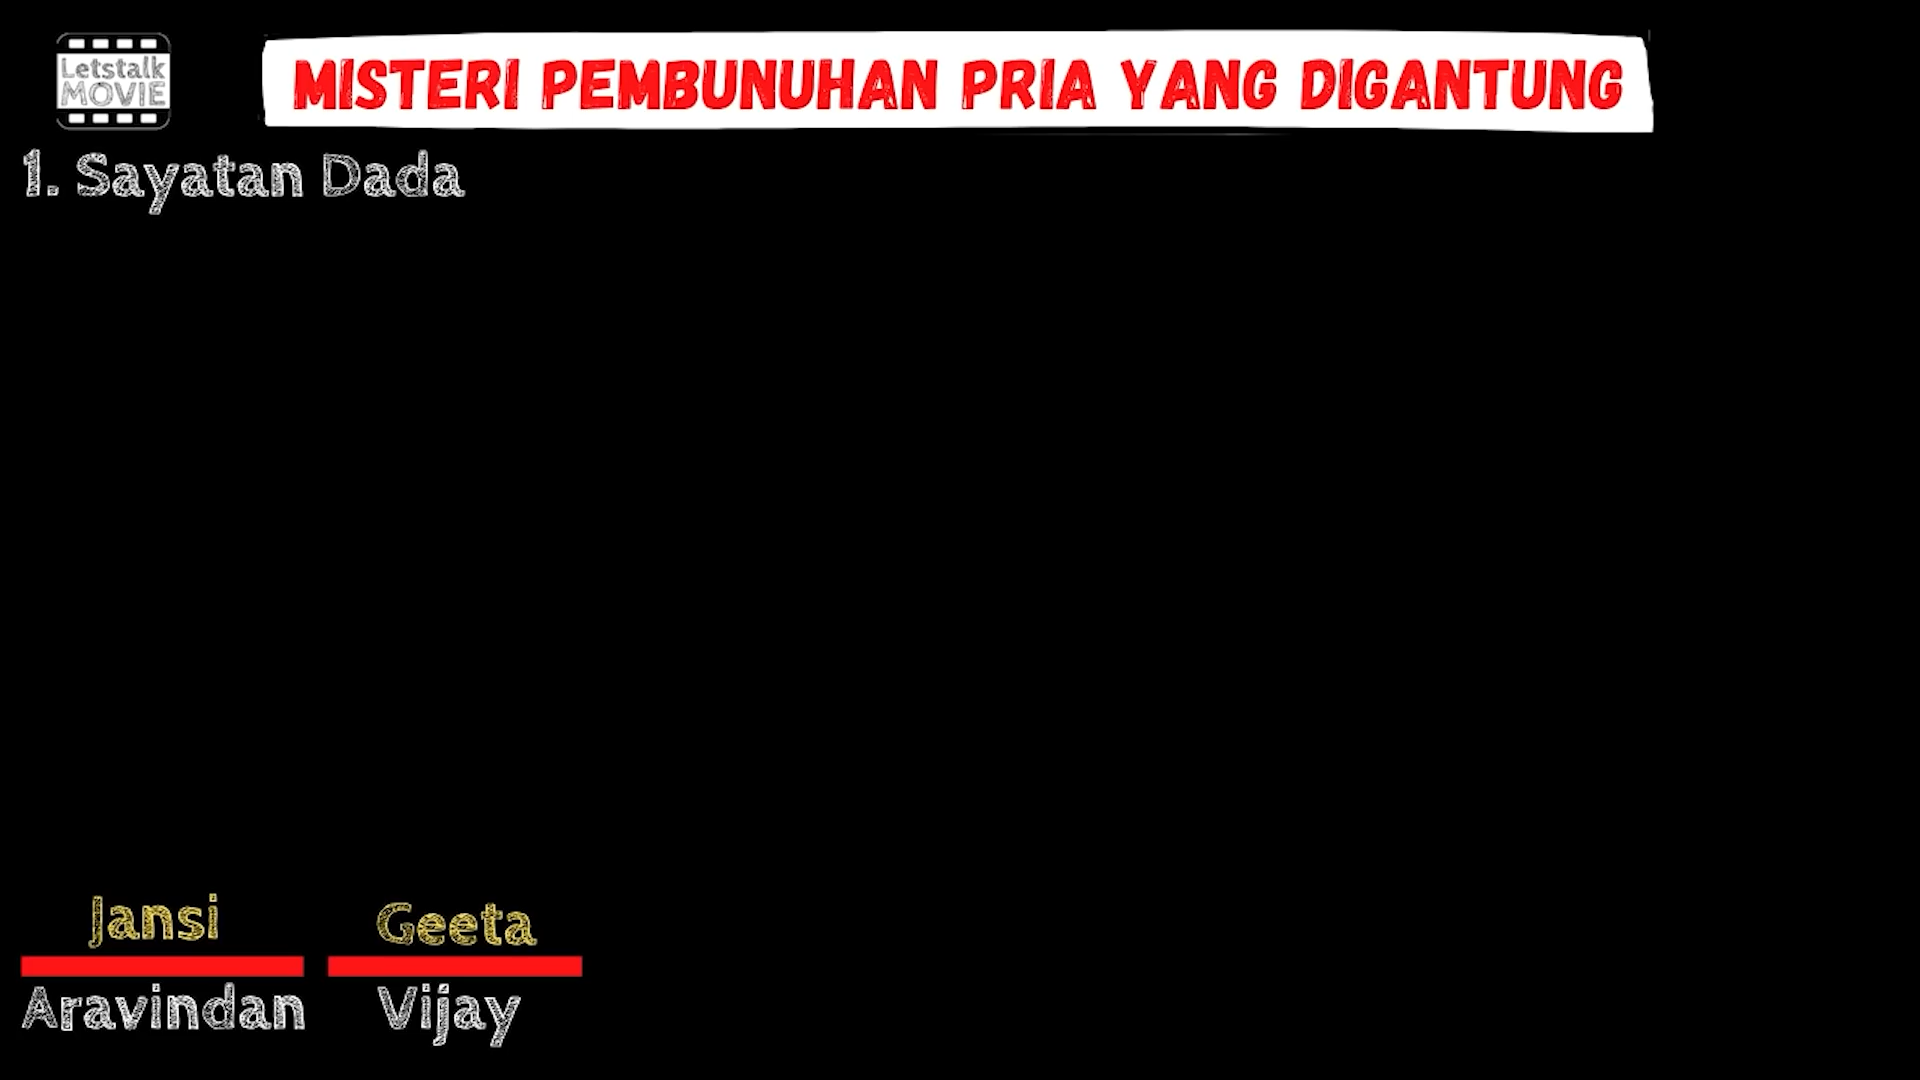 Letstalk
MOVIE
MISTERI PEMBUNUHAN PRIA YANG DIGANTUNG
1. Sayatan Dada
Jansi
Aravindan
Geeta
Vijay